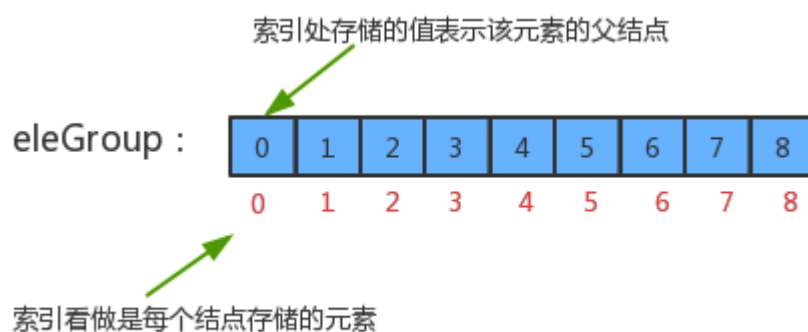 索引处存储的值表示该元素的父结点
eleGroup： 0 1 2 3 4 5 6 7 8
0 1 2 3 4 5 6 7 8
索引看做是每个结点存储的元素